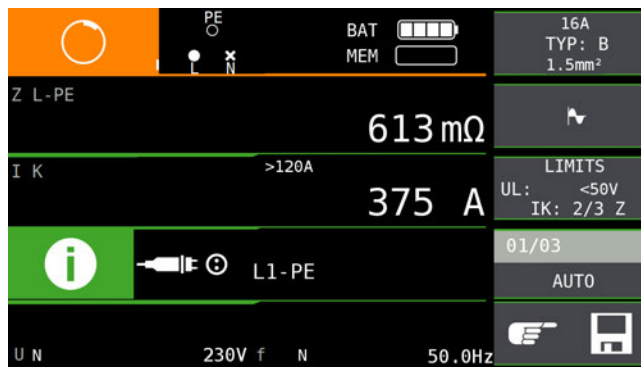 PE
L N
BAT
MEM
16A
TYP: B
1.5mm²
Z L-PE
613 mΩ
I K
>120A
375 A
LIMITS
UL: <50V
IK: 2/3 Z
i
L1-PE
01/03
AUTO
U N 230V f N 50.0Hz